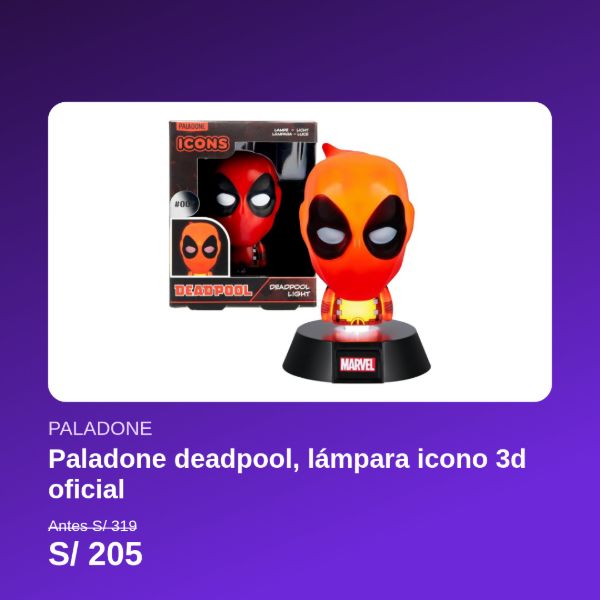 PALADONE
ICONS
LAMPE • LIGHT
LÁMPARA • LUCE
DEADPOOL
DEADPOOL
LIGHT
MARVEL
PALADONE
Paladone deadpool, lámpara icono 3d
oficial
Antes S/ 319
S/ 205